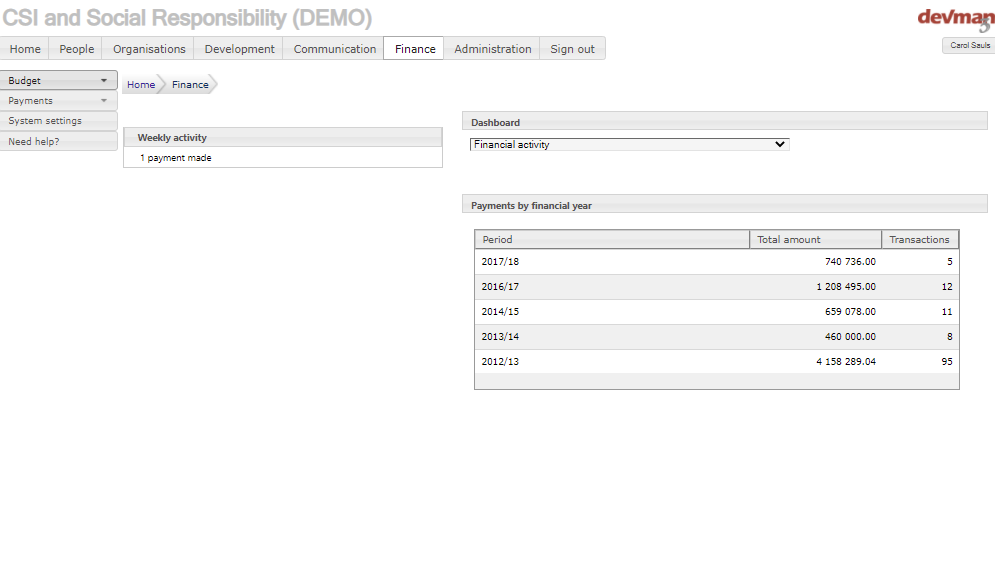 CSI and Social Responsibility (DEMO)
devman 3
Home People Organisations Development Communication Finance Administration Sign out
Carol Sauls
Budget
Payments
System settings
Need help?
Home Finance
Weekly activity
1 payment made
Dashboard
Financial activity
Payments by financial year
Period Total amount Transactions
2017/18 740 736.00 5
2016/17 1 208 495.00 12
2014/15 659 078.00 11
2013/14 460 000.00 8
2012/13 4 158 289.04 95